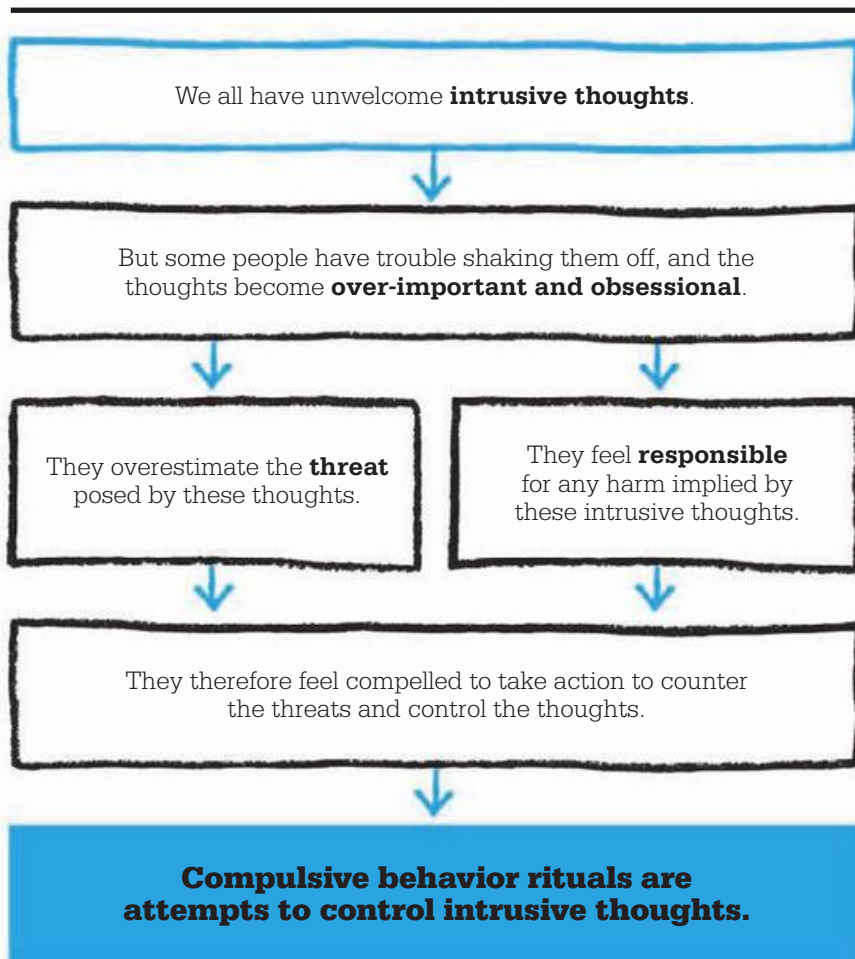 We all have unwelcome intrusive thoughts.
But some people have trouble shaking them off, and the
thoughts become over-important and obsessional.
They overestimate the threat
posed by these thoughts.
They feel responsible
for any harm implied by
these intrusive thoughts.
They therefore feel compelled to take action to counter
the threats and control the thoughts.
Compulsive behavior rituals are
attempts to control intrusive thoughts.